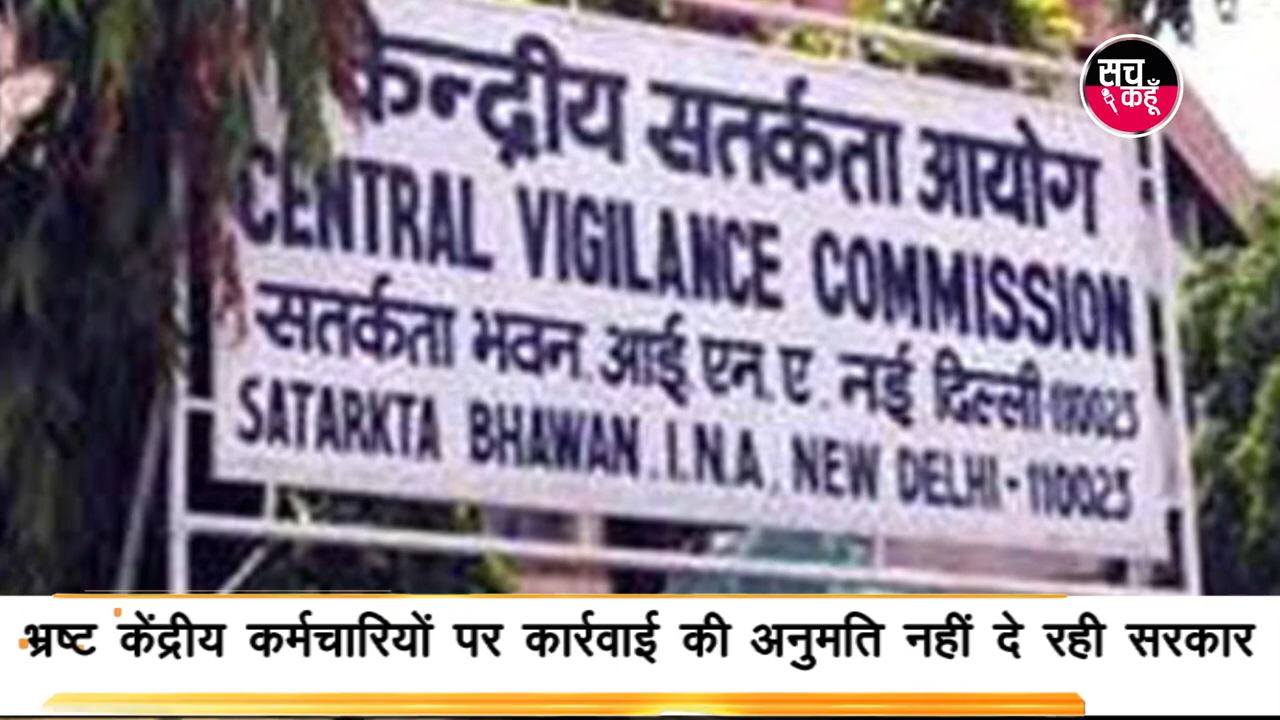 सच
कहूँ
केन्द्रीय सतर्कता आयोग
CENTRAL VIGILANCE COMMISSION
सतर्कता भवन. आई. एन. ए. नई दिल्ली-110023
SATARKTA BHAWAN, I.N.A, NEW DELHI-110023
भ्रष्ट केंद्रीय कर्मचारियों पर कार्रवाई की अनुमति नहीं दे रही सरकार